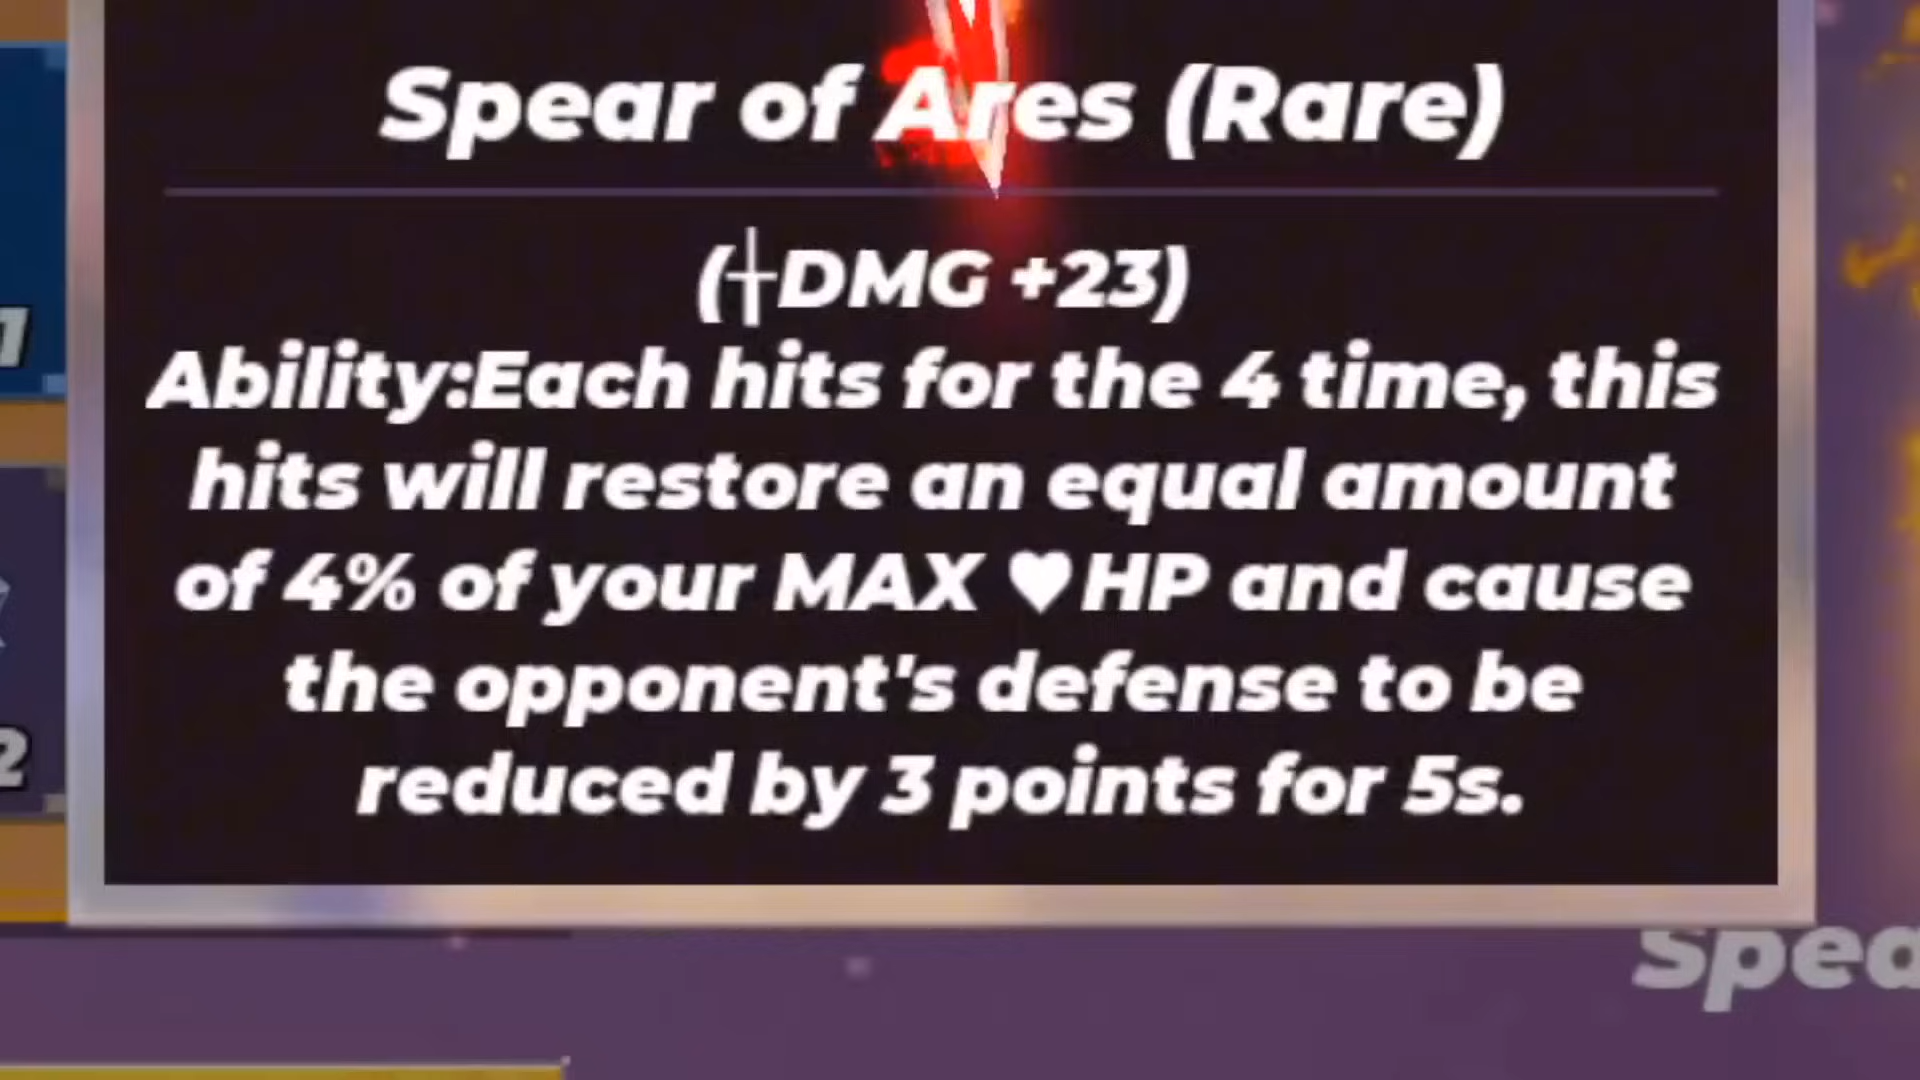 Spear of Ares (Rare)
(┼DMG +23)
Ability:Each hits for the 4 time, this
hits will restore an equal amount
of 4% of your MAX ♥HP and cause
the opponent's defense to be
reduced by 3 points for 5s.
1
2